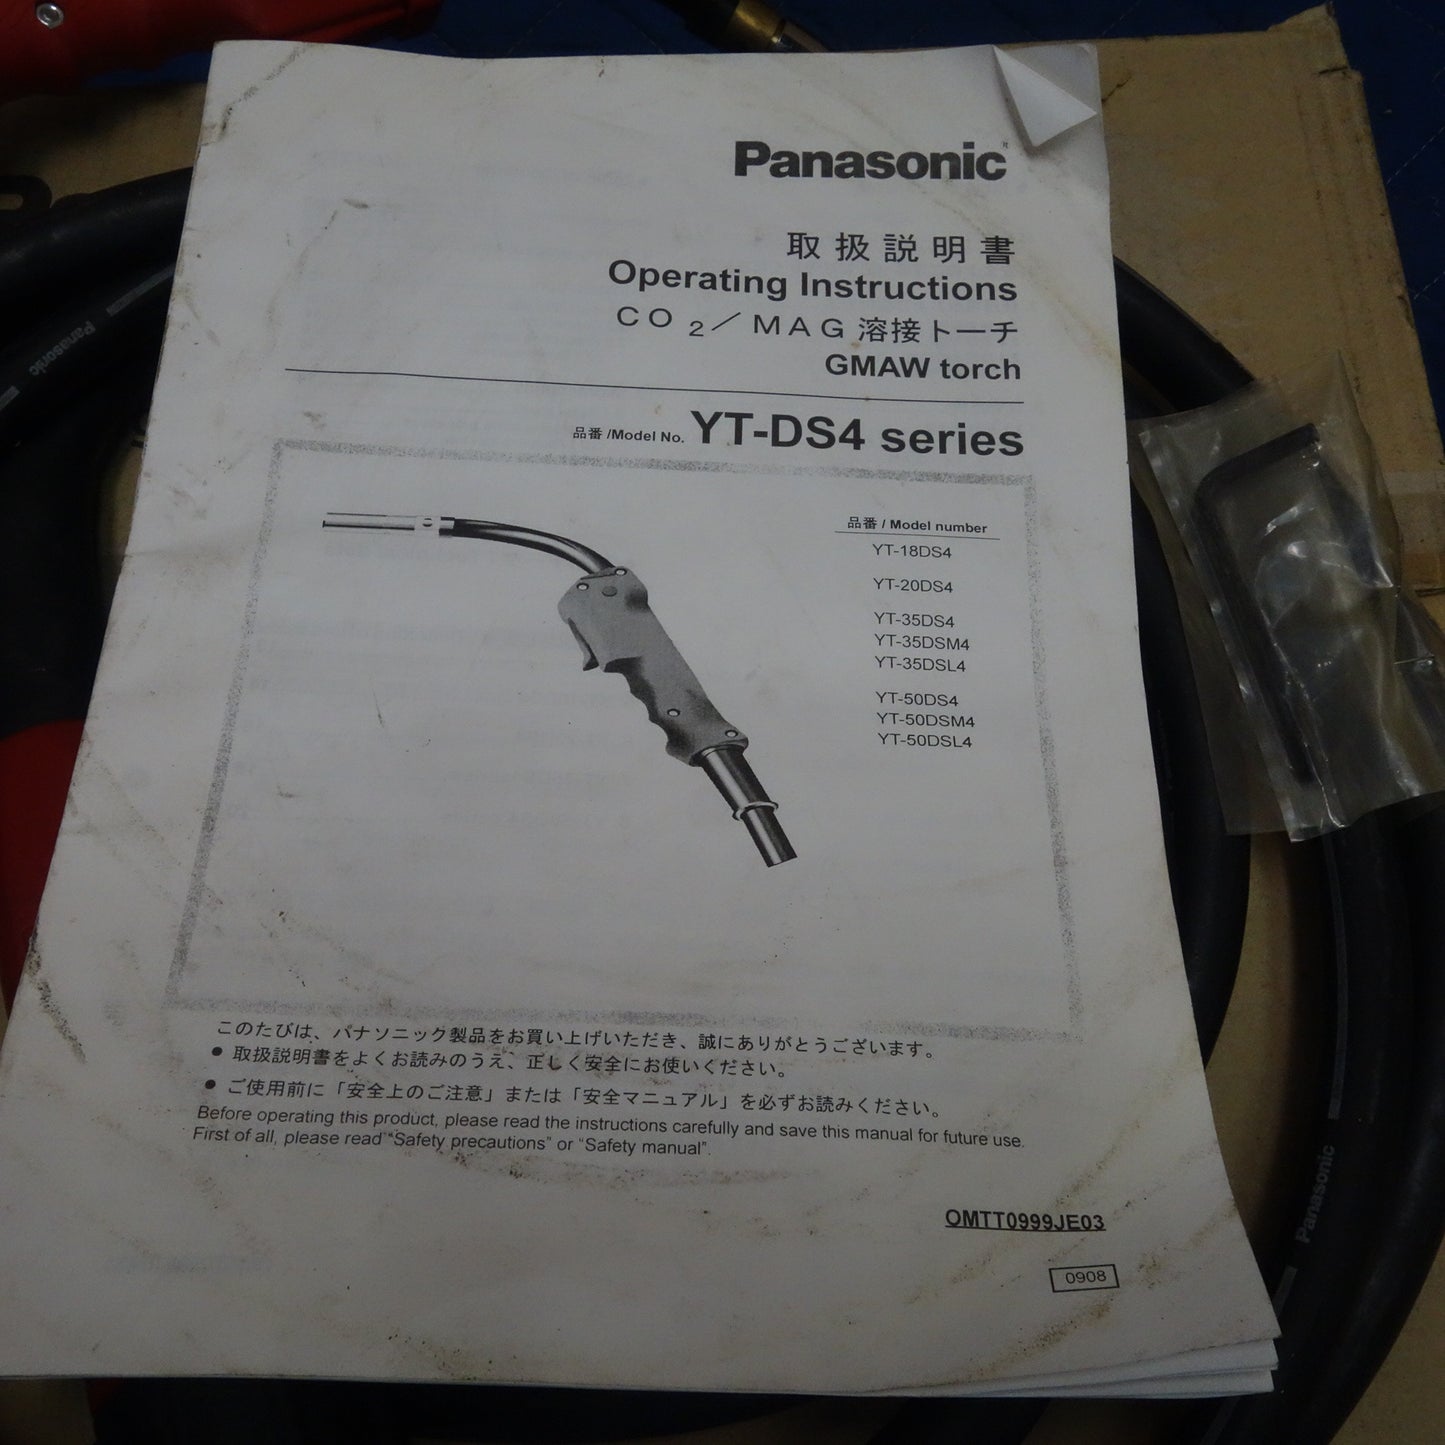 Panasonic
取扱説明書
Operating Instructions
CO2／MAG溶接トーチ
GMAW torch
品番 /Model No. YT-DS4 series
品番 / Model number
YT-18DS4
YT-20DS4
YT-35DS4
YT-35DSM4
YT-35DSL4
YT-50DS4
YT-50DSM4
YT-50DSL4
このたびは、パナソニック製品をお買い上げいただき、誠にありがとうございます。
● 取扱説明書をよくお読みのうえ、正しく安全にお使いください。
● ご使用前に「安全上のご注意」または「安全マニュアル」を必ずお読みください。
Before operating this product, please read the instructions carefully and save this manual for future use.
First of all, please read “Safety precautions” or “Safety manual”.
OMTT0999JE03
0908
Panasonic
Panasonic